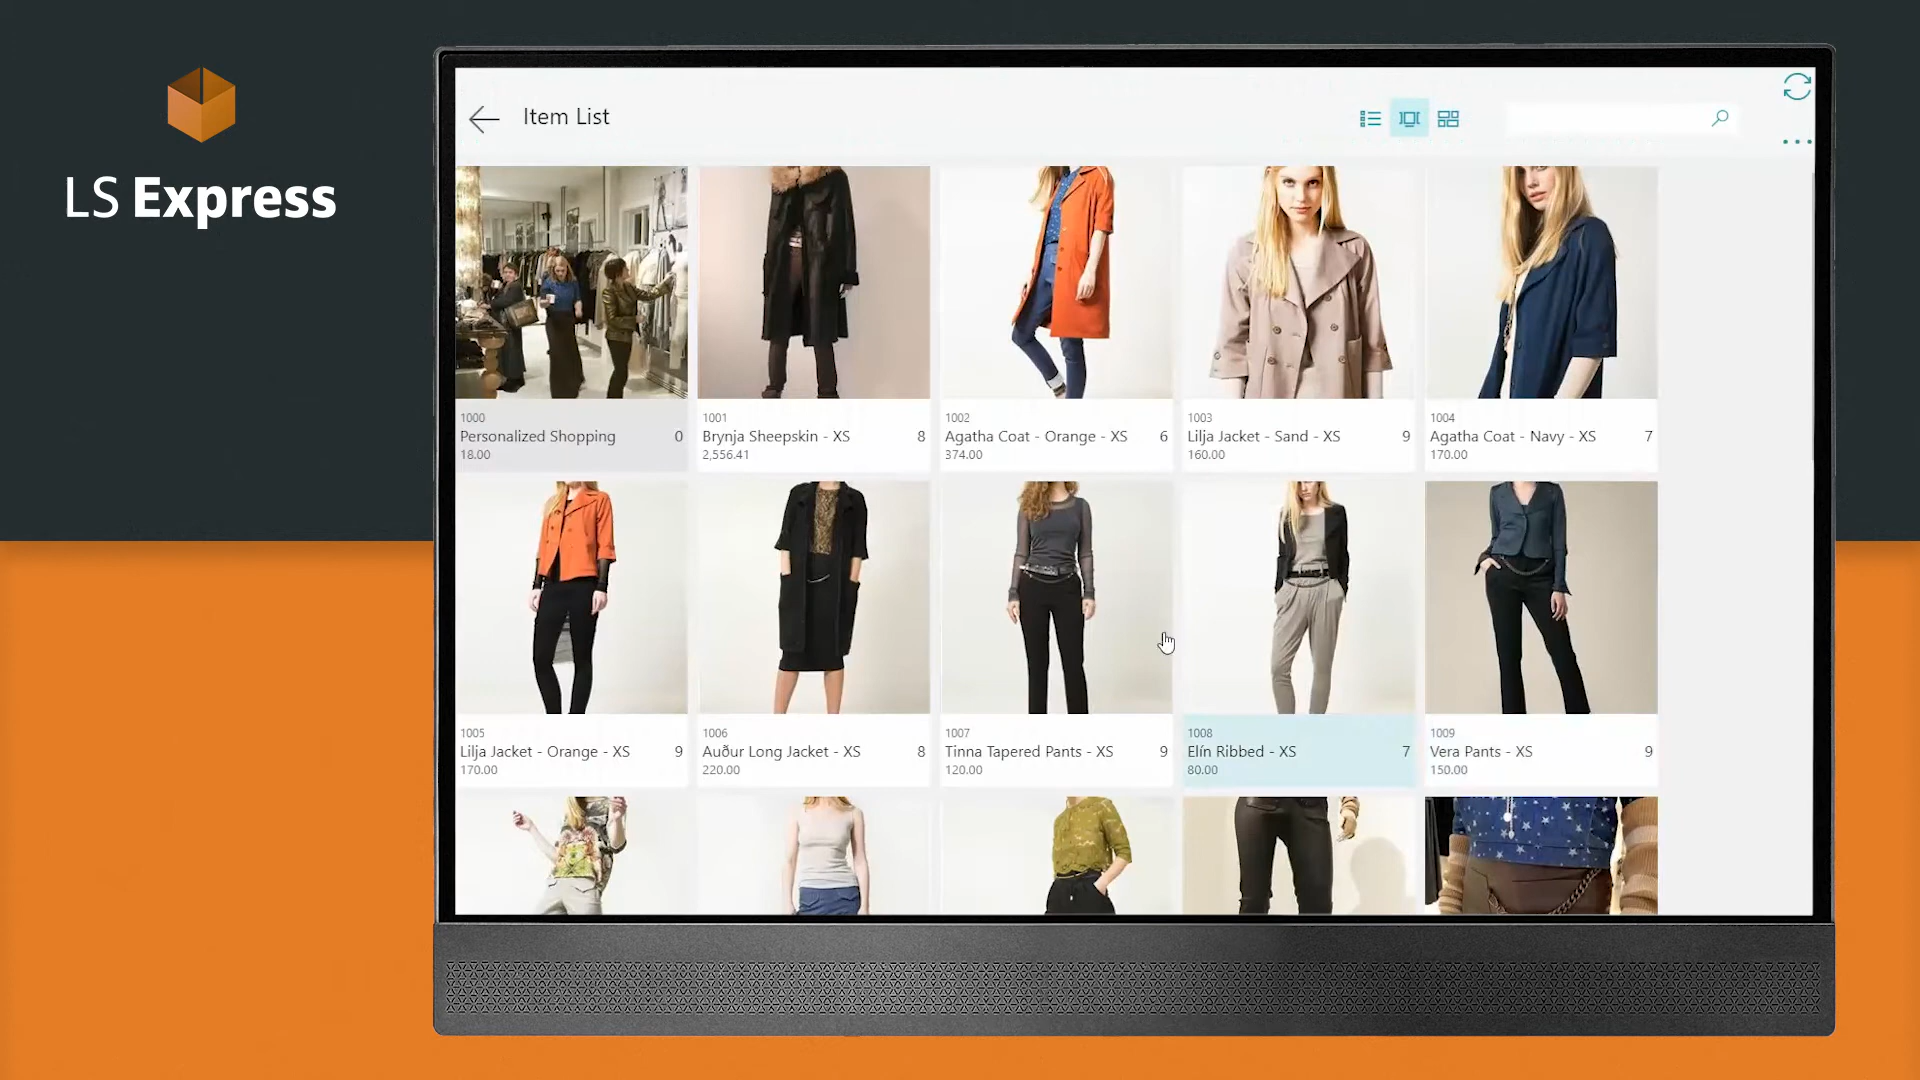 LS Express
Item List
1000
Personalized Shopping 0
18.00
1001
Brynja Sheepskin - XS 8
2,556.41
1002
Agatha Coat - Orange - XS 6
374.00
1003
Lilja Jacket - Sand - XS 9
160.00
1004
Agatha Coat - Navy - XS 7
170.00
1005
Lilja Jacket - Orange - XS 9
170.00
1006
Auður Long Jacket - XS 8
220.00
1007
Tinna Tapered Pants - XS 9
120.00
1008
Elín Ribbed - XS 7
80.00
1009
Vera Pants - XS 9
150.00